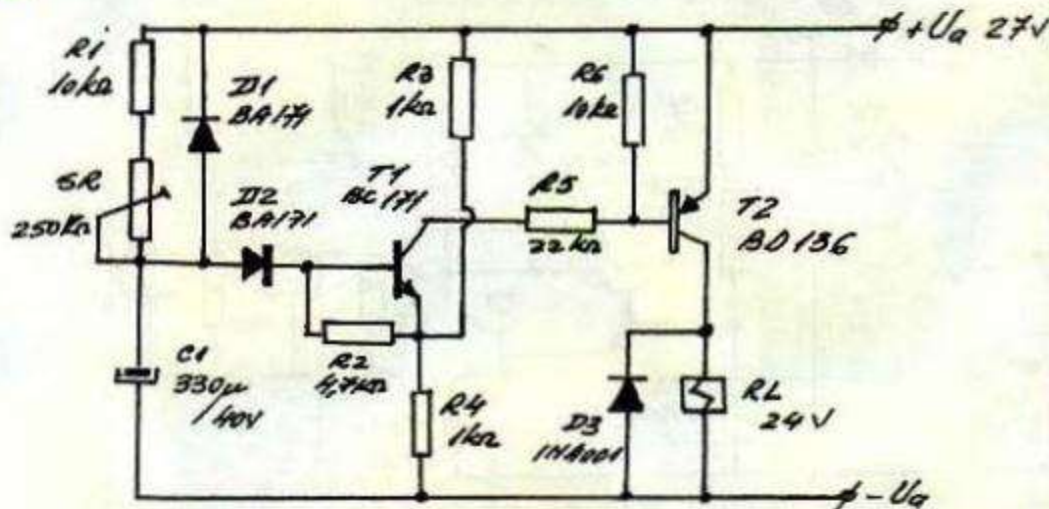 +Ua 27V
R1
10kΩ
D1
BA171
R3
1kΩ
R6
10kΩ
SR
250KΩ
D2
BA171
T1
BC171
R5
22kΩ
T2
BD136
C1
330µ
/40V
R2
4,7kΩ
R4
1kΩ
D3
1N4001
RL
24V
-Ua